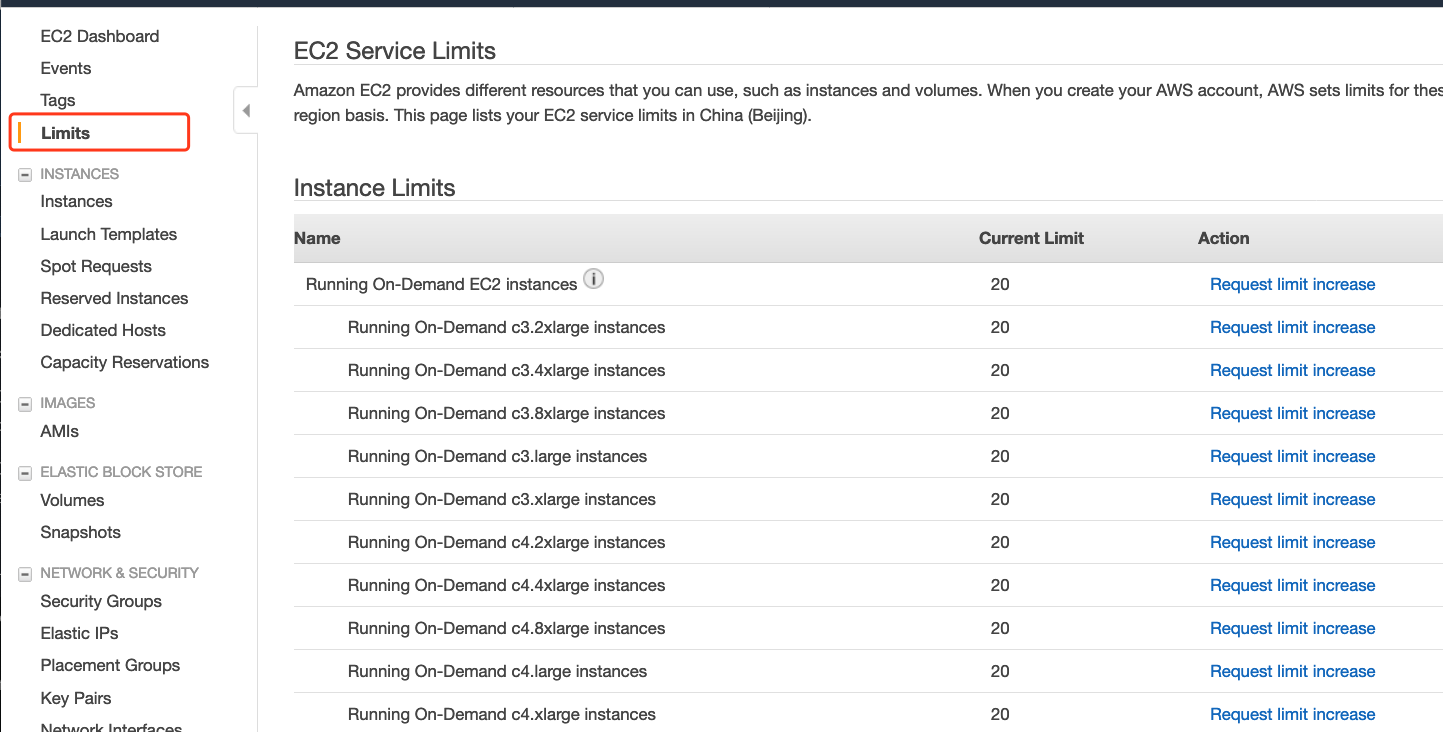 EC2 Dashboard
Events
Tags
Limits
INSTANCES
Instances
Launch Templates
Spot Requests
Reserved Instances
Dedicated Hosts
Capacity Reservations
IMAGES
AMIs
ELASTIC BLOCK STORE
Volumes
Snapshots
NETWORK & SECURITY
Security Groups
Elastic IPs
Placement Groups
Key Pairs
Network Interfaces
EC2 Service Limits
Amazon EC2 provides different resources that you can use, such as instances and volumes. When you create your AWS account, AWS sets limits for thes
region basis. This page lists your EC2 service limits in China (Beijing).
Instance Limits
Name Current Limit Action
Running On-Demand EC2 instances i 20 Request limit increase
Running On-Demand c3.2xlarge instances 20 Request limit increase
Running On-Demand c3.4xlarge instances 20 Request limit increase
Running On-Demand c3.8xlarge instances 20 Request limit increase
Running On-Demand c3.large instances 20 Request limit increase
Running On-Demand c3.xlarge instances 20 Request limit increase
Running On-Demand c4.2xlarge instances 20 Request limit increase
Running On-Demand c4.4xlarge instances 20 Request limit increase
Running On-Demand c4.8xlarge instances 20 Request limit increase
Running On-Demand c4.large instances 20 Request limit increase
Running On-Demand c4.xlarge instances 20 Request limit increase